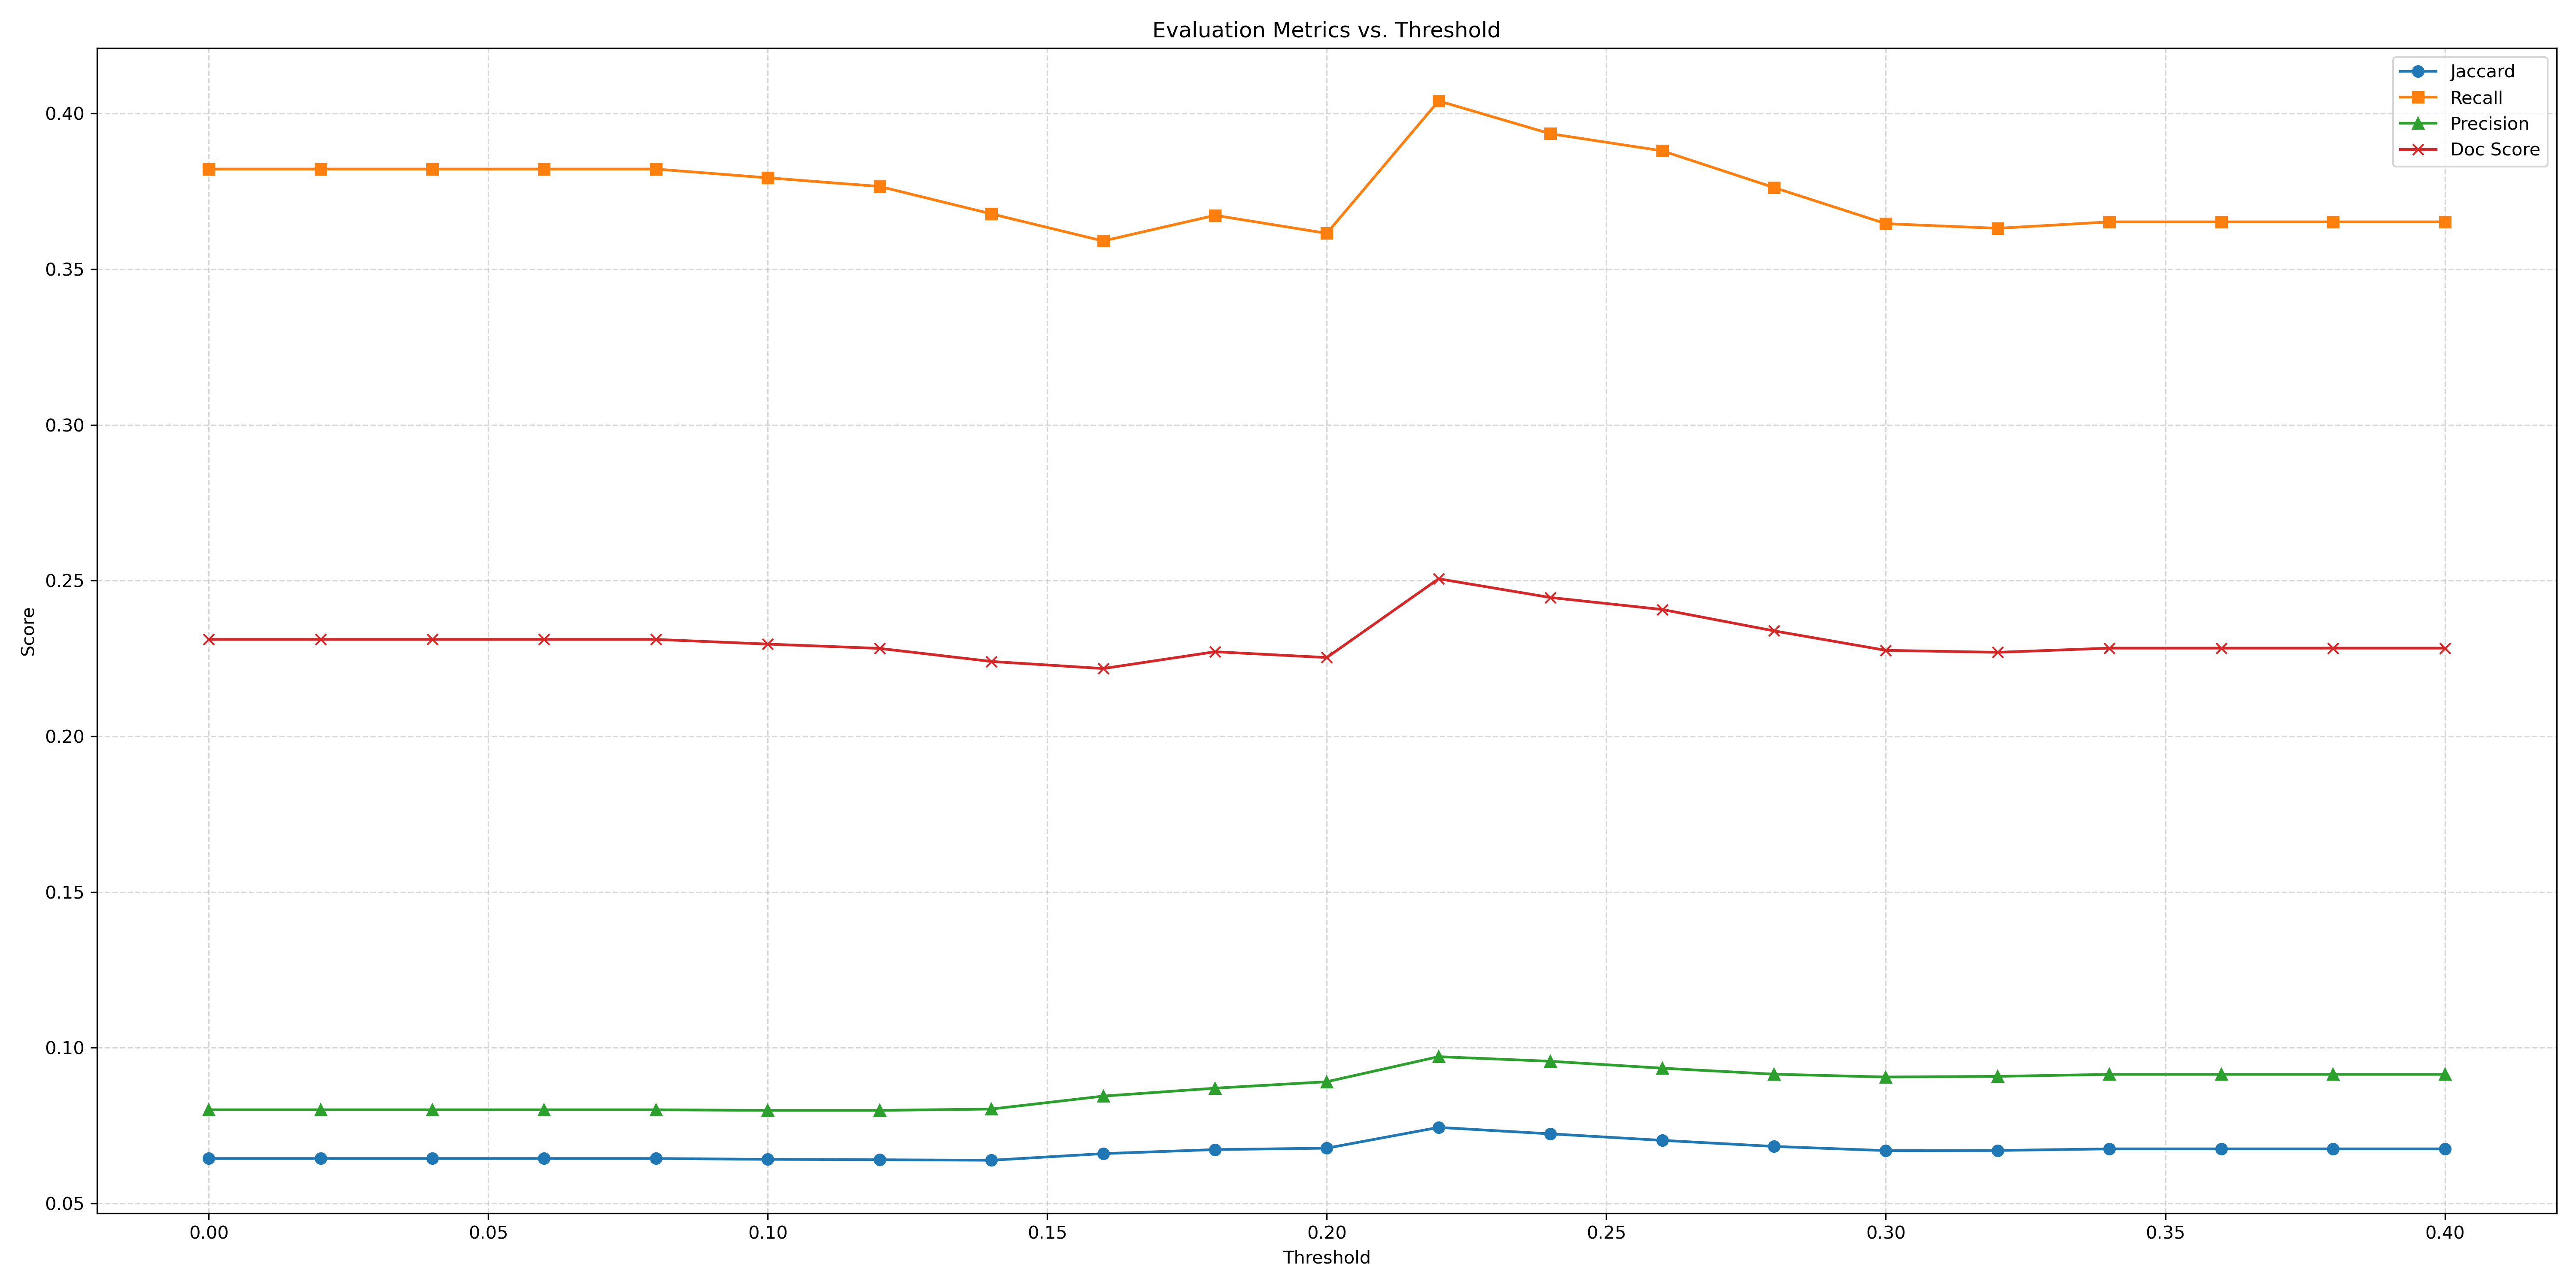 Evaluation Metrics vs. Threshold
Jaccard
Recall
Precision
Doc Score
Score
0.40
0.35
0.30
0.25
0.20
0.15
0.10
0.05
0.00 0.05 0.10 0.15 0.20 0.25 0.30 0.35 0.40
Threshold